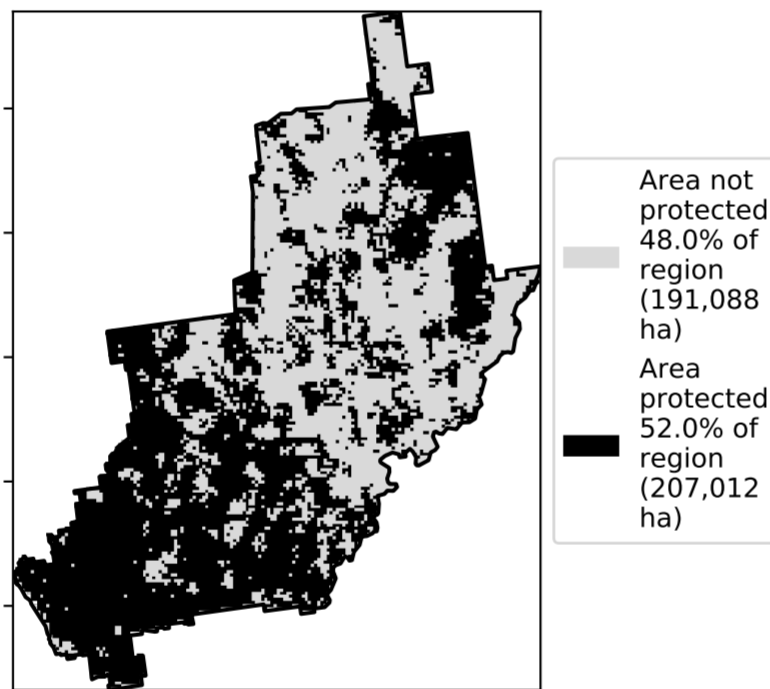 Area not
protected
48.0% of
region
(191,088
ha)
Area
protected
52.0% of
region
(207,012
ha)